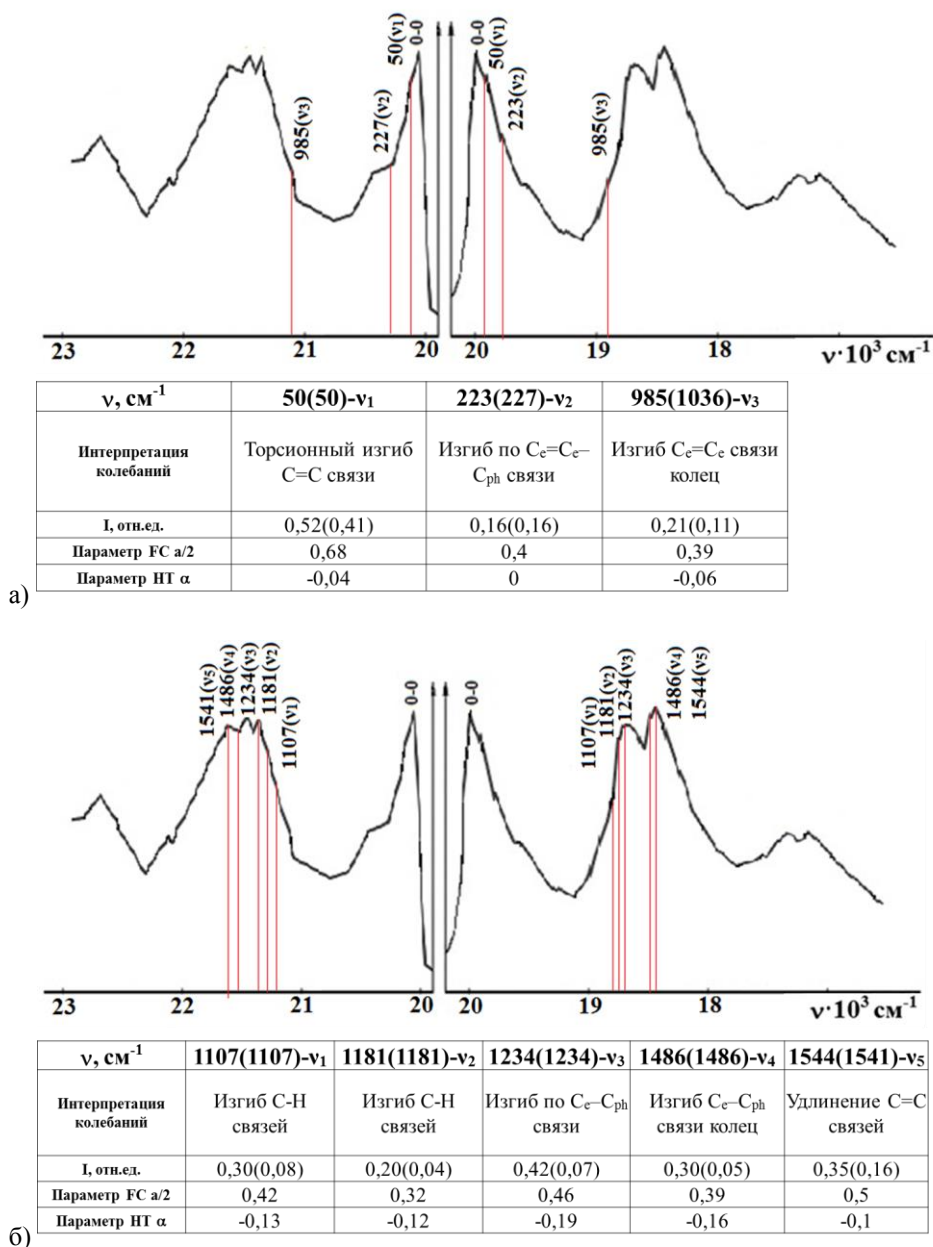 50(ν1)
0-0
227(ν2)
985(ν3)
0-0
50(ν1)
223(ν2)
985(ν3)
23 22 21 20 20 19 18 ν·10³ см⁻¹
ν, см⁻¹ 50(50)-ν₁ 223(227)-ν₂ 985(1036)-ν₃
Интерпретация колебаний
Торсионный изгиб
C=C связи
Изгиб по Cₑ=Cₑ–
Cₚₕ связи
Изгиб Cₑ=Cₑ связи
колец
I, отн.ед. 0,52(0,41) 0,16(0,16) 0,21(0,11)
Параметр FC a/2 0,68 0,4 0,39
Параметр HT α -0,04 0 -0,06
а)
1541(ν5)
1486(ν4)
1234(ν3)
1181(ν2)
1107(ν1)
0-0
0-0
1107(ν1)
1181(ν2)
1234(ν3)
1486(ν4)
1544(ν5)
23 22 21 20 20 19 18 ν·10³ см⁻¹
ν, см⁻¹ 1107(1107)-ν₁ 1181(1181)-ν₂ 1234(1234)-ν₃ 1486(1486)-ν₄ 1544(1541)-ν₅
Интерпретация
колебаний
Изгиб C-H
связей
Изгиб C-H
связей
Изгиб по Cₑ–Cₚₕ
связи
Изгиб Cₑ–Cₚₕ
связи колец
Удлинение C=C
связей
I, отн.ед. 0,30(0,08) 0,20(0,04) 0,42(0,07) 0,30(0,05) 0,35(0,16)
Параметр FC a/2 0,42 0,32 0,46 0,39 0,5
Параметр HT α -0,13 -0,12 -0,19 -0,16 -0,1
б)